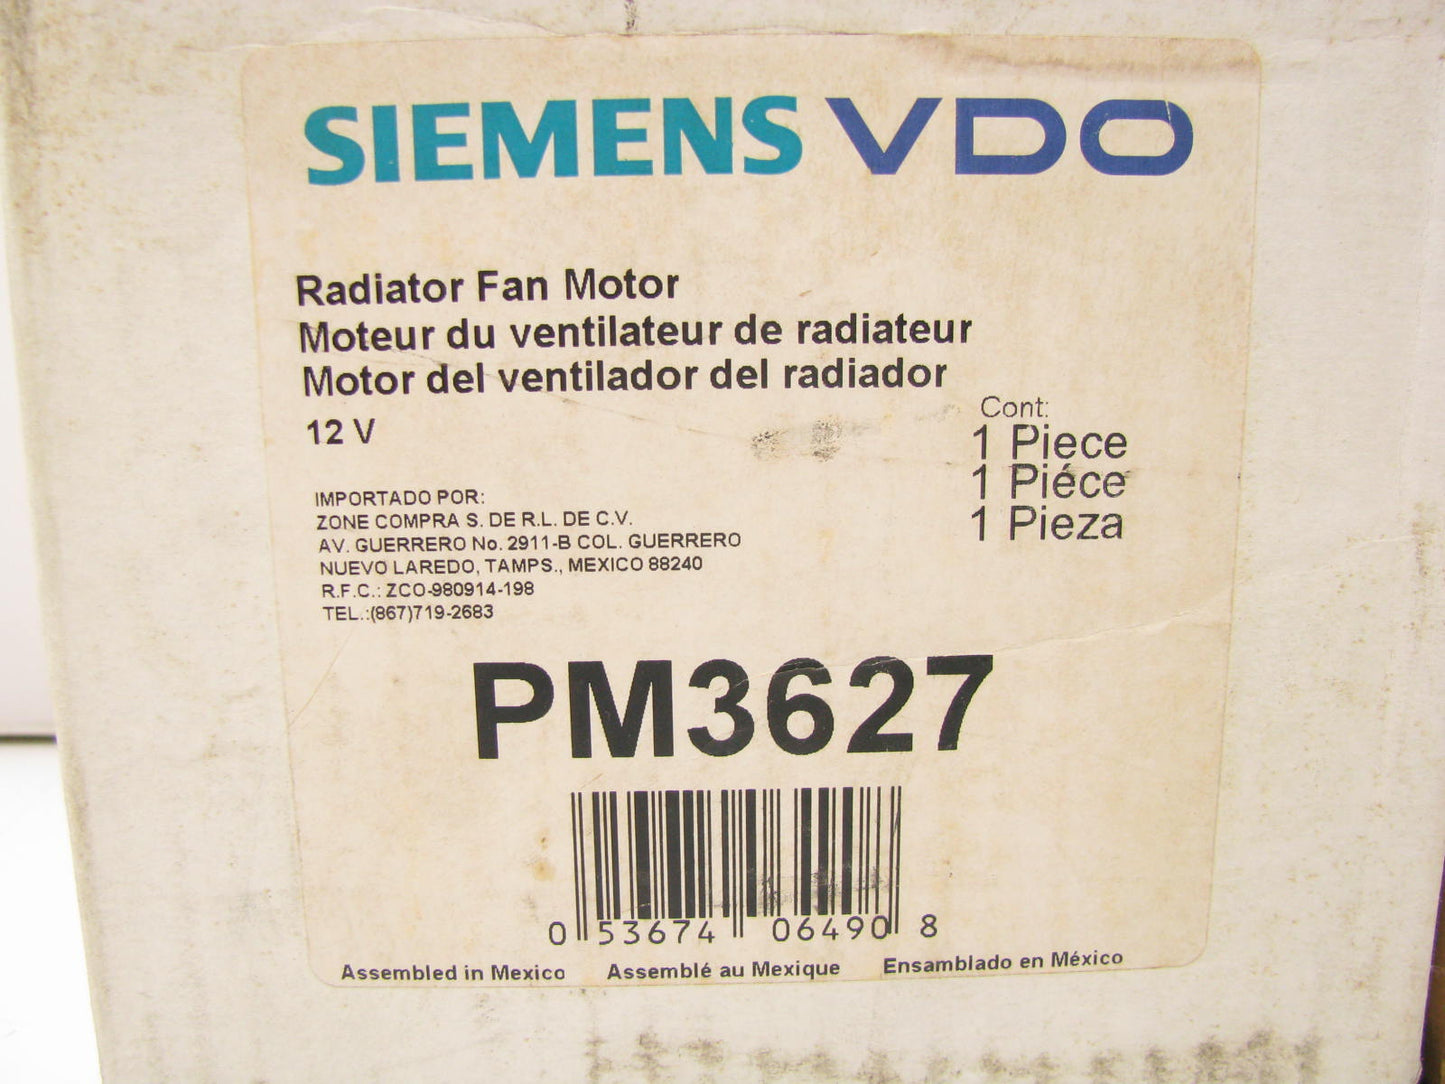 SIEMENS VDO
Radiator Fan Motor
Moteur du ventilateur de radiateur
Motor del ventilador del radiador
12 V
Cont:
1 Piece
1 Piéce
1 Pieza
IMPORTADO POR:
ZONE COMPRA S. DE R.L. DE C.V.
AV. GUERRERO No. 2911-B COL. GUERRERO
NUEVO LAREDO, TAMPS., MEXICO 88240
R.F.C.: ZCO-980914-198
TEL.:(867)719-2683
PM3627
0 53674 06490 8
Assembled in Mexico Assemblé au Mexique Ensamblado en México